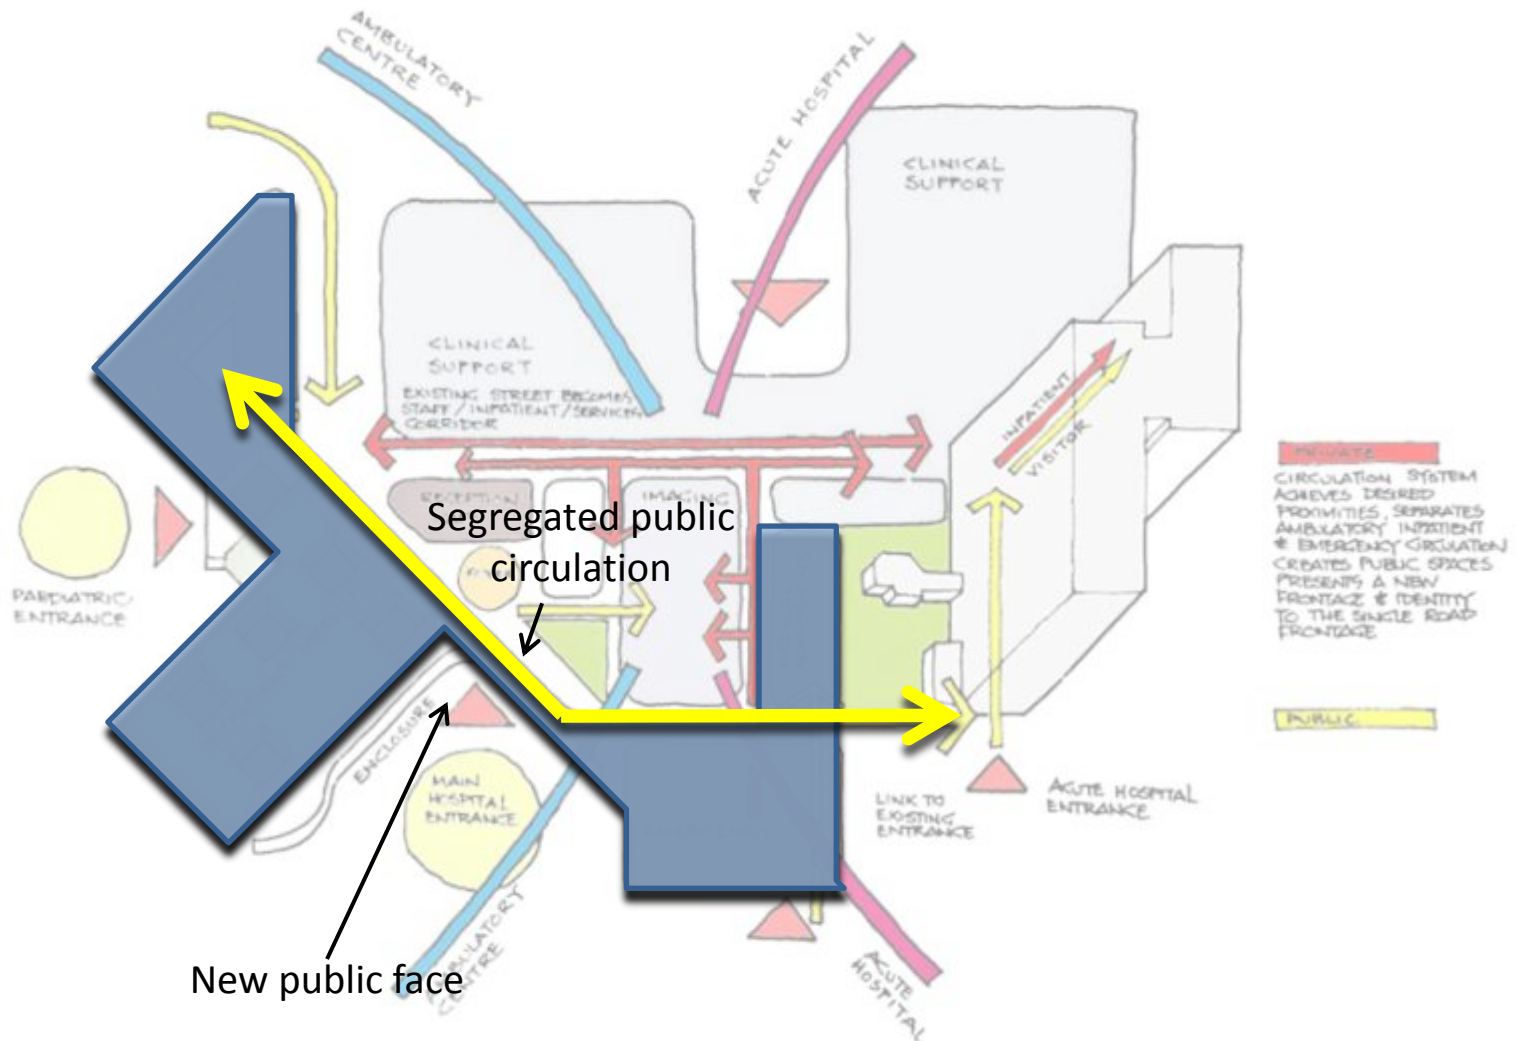 AMBULATORY
CENTRE
ACUTE HOSPITAL
CLINICAL
SUPPORT
CLINICAL
SUPPORT
EXISTING STREET BECOMES
STAFF / INPATIENT / SERVICES
CORRIDOR
INPATIENT
VISITOR
PRIVATE
CIRCULATION SYSTEM
ACHIEVES DESIRED
PROXIMITIES, SEPARATES
AMBULATORY INPATIENT
& EMERGENCY CIRCULATION
CREATES PUBLIC SPACES
PRESENTS A NEW
FRONTAGE & IDENTITY
TO THE SINGLE ROAD
FRONTAGE
RECEPTION
IMAGING
Segregated public
circulation
PAEDIATRIC
ENTRANCE
PUBLIC
ENCLOSURE
MAIN
HOSPITAL
ENTRANCE
LINK TO
EXISTING
ENTRANCE
ACUTE HOSPITAL
ENTRANCE
New public face
AMBULATORY
CENTRE
ACUTE
HOSPITAL